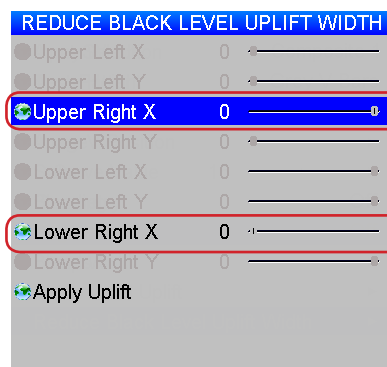 REDUCE BLACK LEVEL UPLIFT WIDTH
Upper Left X 0
Upper Left Y 0
Upper Right X 0
Upper Right Y 0
Lower Left X 0
Lower Left Y 0
Lower Right X 0
Lower Right Y 0
Apply Uplift